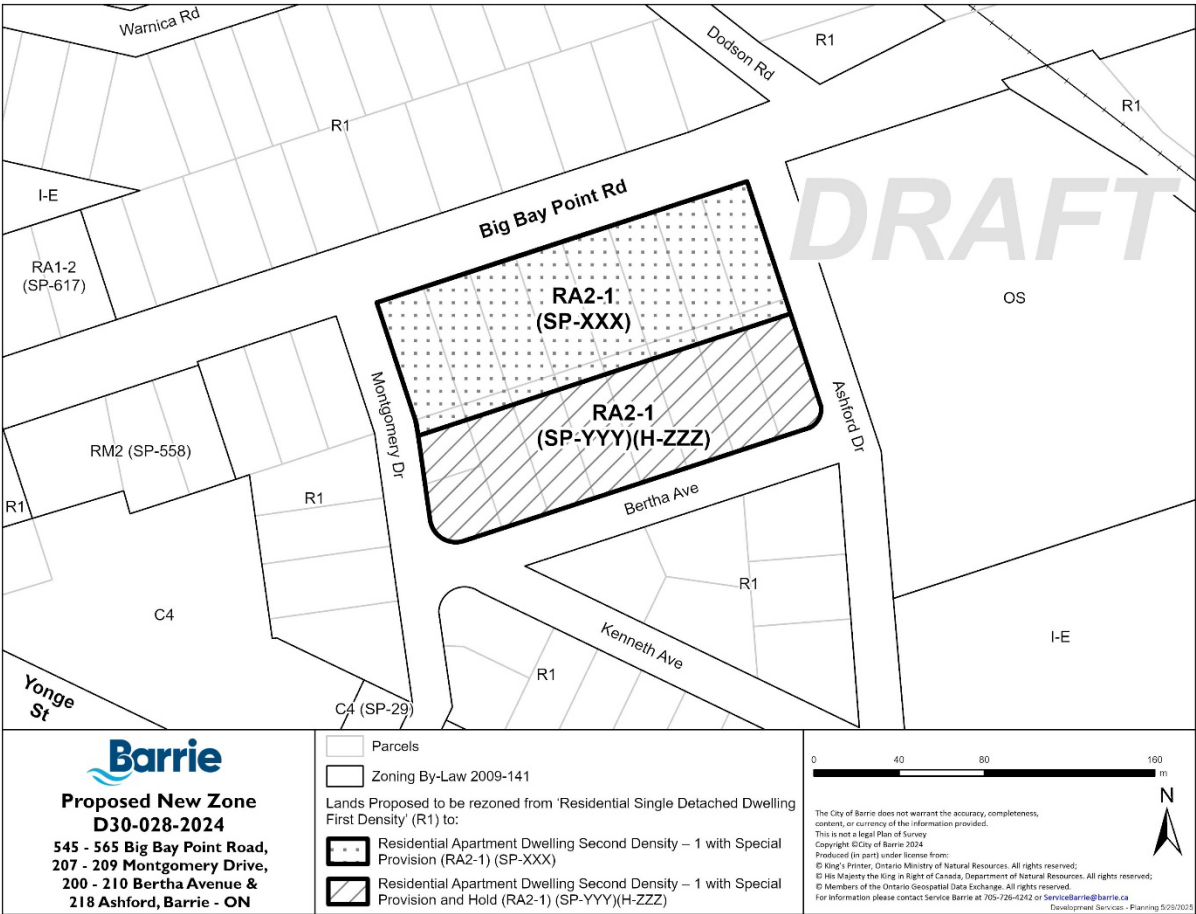 Warnica Rd
Dodson Rd
R1
R1
R1
I-E
Big Bay Point Rd
DRAFT
RA1-2
(SP-617)
RA2-1
(SP-XXX)
OS
Montgomery Dr
Ashford Dr
RA2-1
(SP-YYY)(H-ZZZ)
RM2 (SP-558)
R1
R1
Bertha Ave
R1
C4
Kenneth Ave
I-E
R1
Yonge
St
C4 (SP-29)
Barrie
Proposed New Zone
D30-028-2024
545 - 565 Big Bay Point Road,
207 - 209 Montgomery Drive,
200 - 210 Bertha Avenue &
218 Ashford, Barrie - ON
Parcels
Zoning By-Law 2009-141
Lands Proposed to be rezoned from 'Residential Single Detached Dwelling
First Density' (R1) to:
Residential Apartment Dwelling Second Density – 1 with Special
Provision (RA2-1) (SP-XXX)
Residential Apartment Dwelling Second Density – 1 with Special
Provision and Hold (RA2-1) (SP-YYY)(H-ZZZ)
0 40 80 160
m
N
The City of Barrie does not warrant the accuracy, completeness,
content, or currency of the information provided.
This is not a legal Plan of Survey
Copyright ©City of Barrie 2024
Produced (in part) under license from:
© King's Printer, Ontario Ministry of Natural Resources. All rights reserved;
© His Majesty the King in Right of Canada, Department of Natural Resources. All rights reserved;
© Members of the Ontario Geospatial Data Exchange. All rights reserved.
For information please contact Service Barrie at 705-726-4242 or ServiceBarrie@barrie.ca
Development Services - Planning 5/29/2025